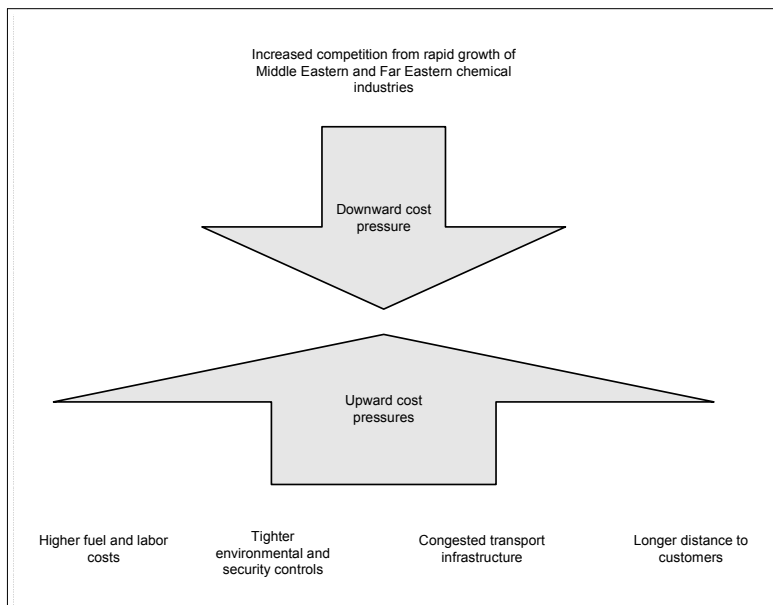 Increased competition from rapid growth of
Middle Eastern and Far Eastern chemical
industries
Downward cost
pressure
Upward cost
pressures
Higher fuel and labor
costs
Tighter
environmental and
security controls
Congested transport
infrastructure
Longer distance to
customers